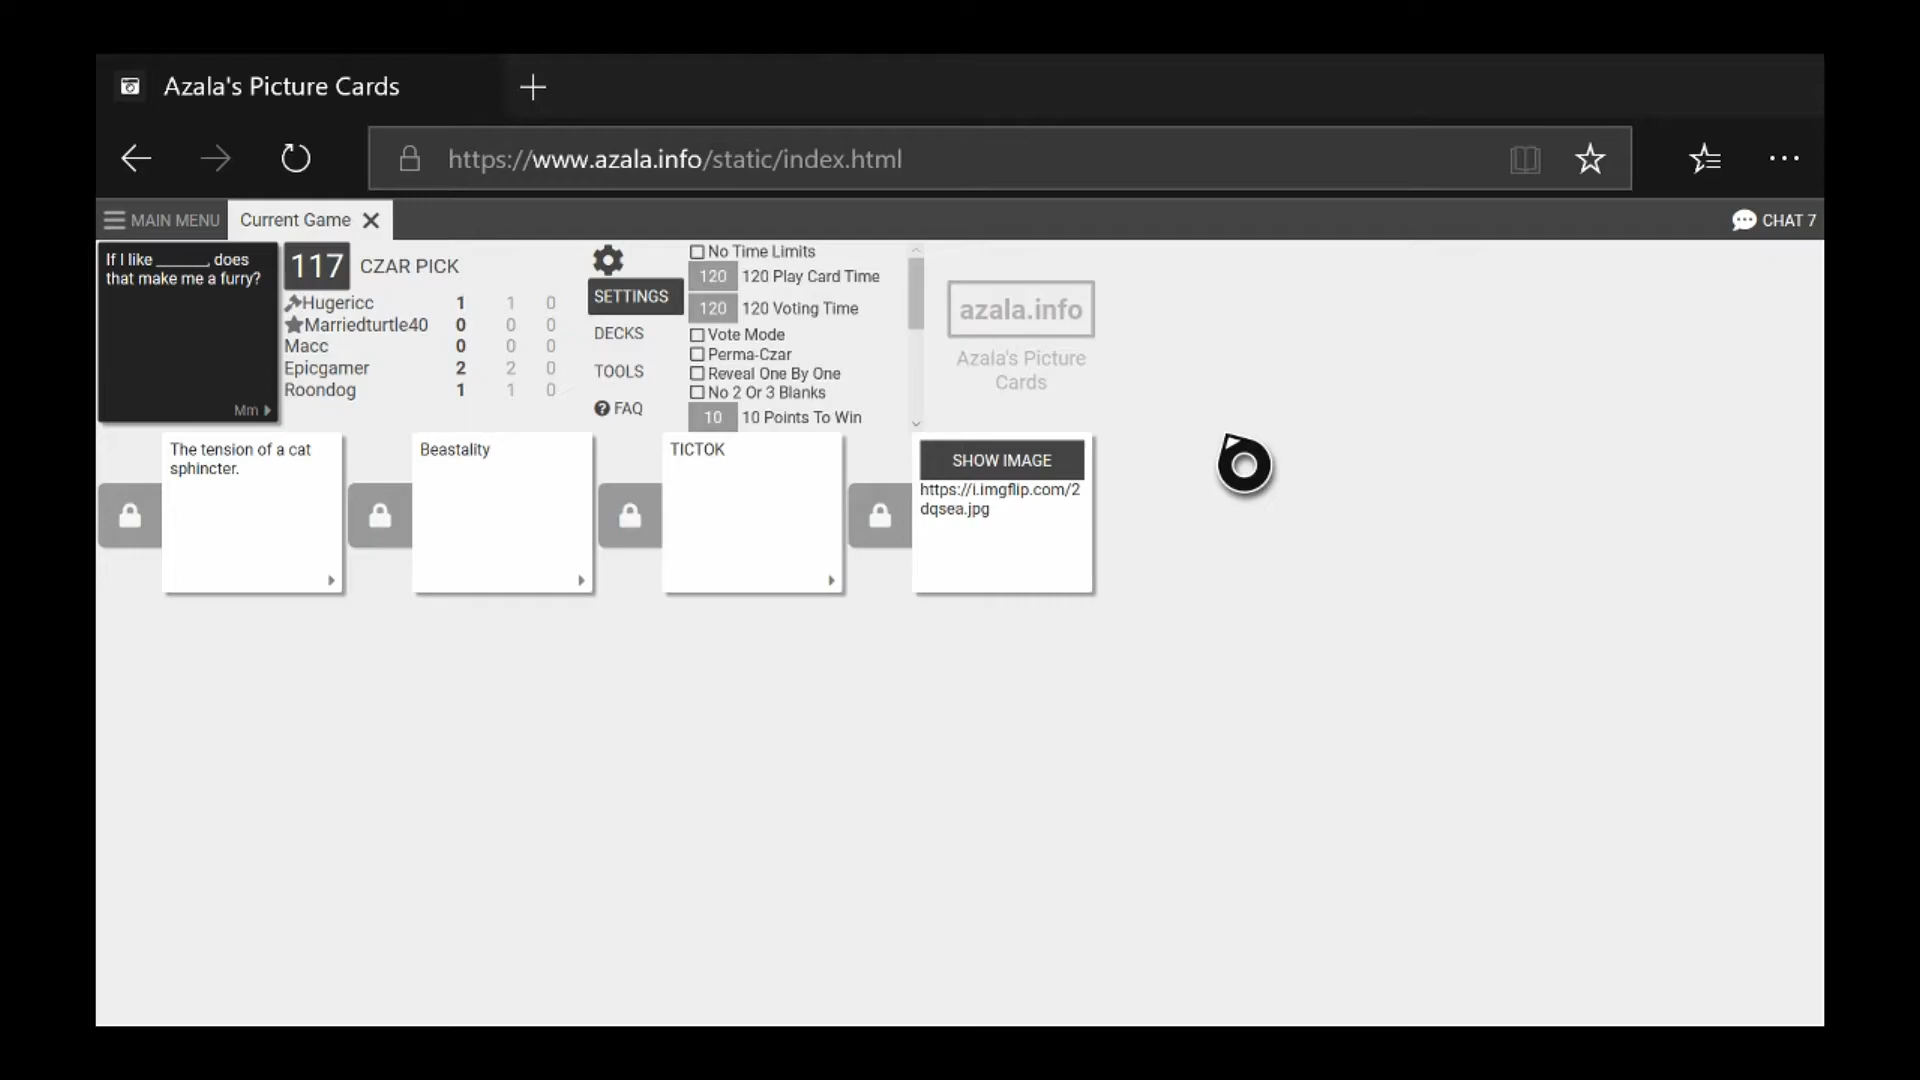 Azala's Picture Cards
https://www.azala.info/static/index.html
MAIN MENU
Current Game
CHAT 7
If I like ______, does
that make me a furry?
Mm
117
CZAR PICK
Hugericc 1 1 0
Marriedturtle40 0 0 0
Macc 0 0 0
Epicgamer 2 2 0
Roondog 1 1 0
SETTINGS
DECKS
TOOLS
FAQ
No Time Limits
120 120 Play Card Time
120 120 Voting Time
Vote Mode
Perma-Czar
Reveal One By One
No 2 Or 3 Blanks
10 10 Points To Win
azala.info
Azala's Picture
Cards
The tension of a cat
sphincter.
Beastality
TICTOK
SHOW IMAGE
https://i.imgflip.com/2
dqsea.jpg